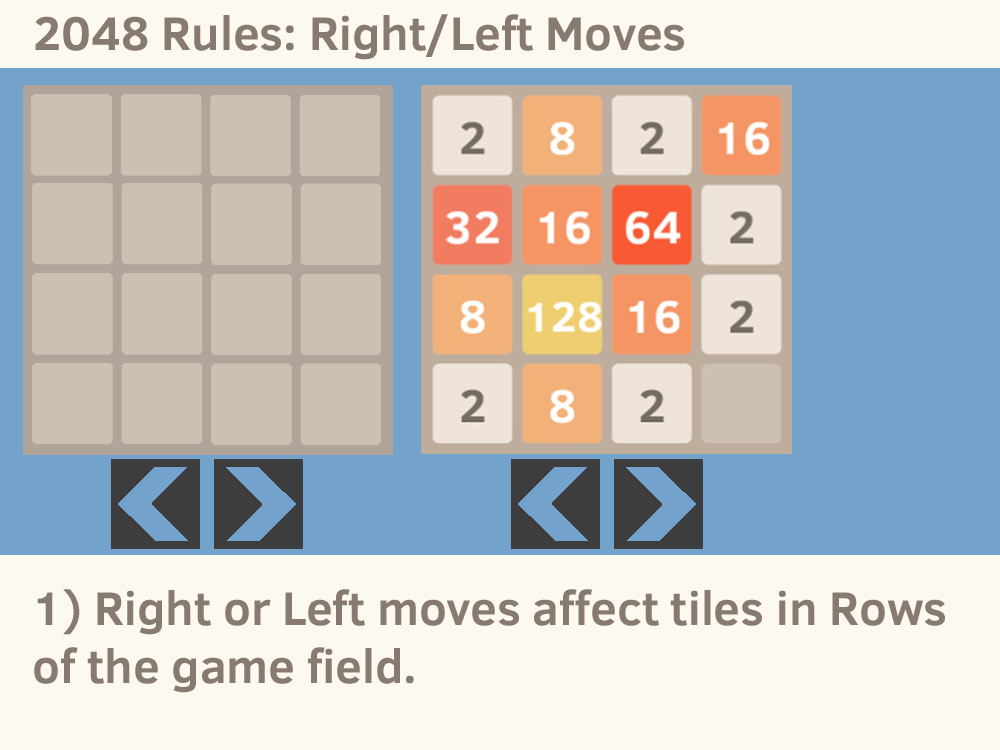 2048 Rules: Right/Left Moves
2 8 2 16
32 16 64 2
8 128 16 2
2 8 2
1) Right or Left moves affect tiles in Rows
of the game field.